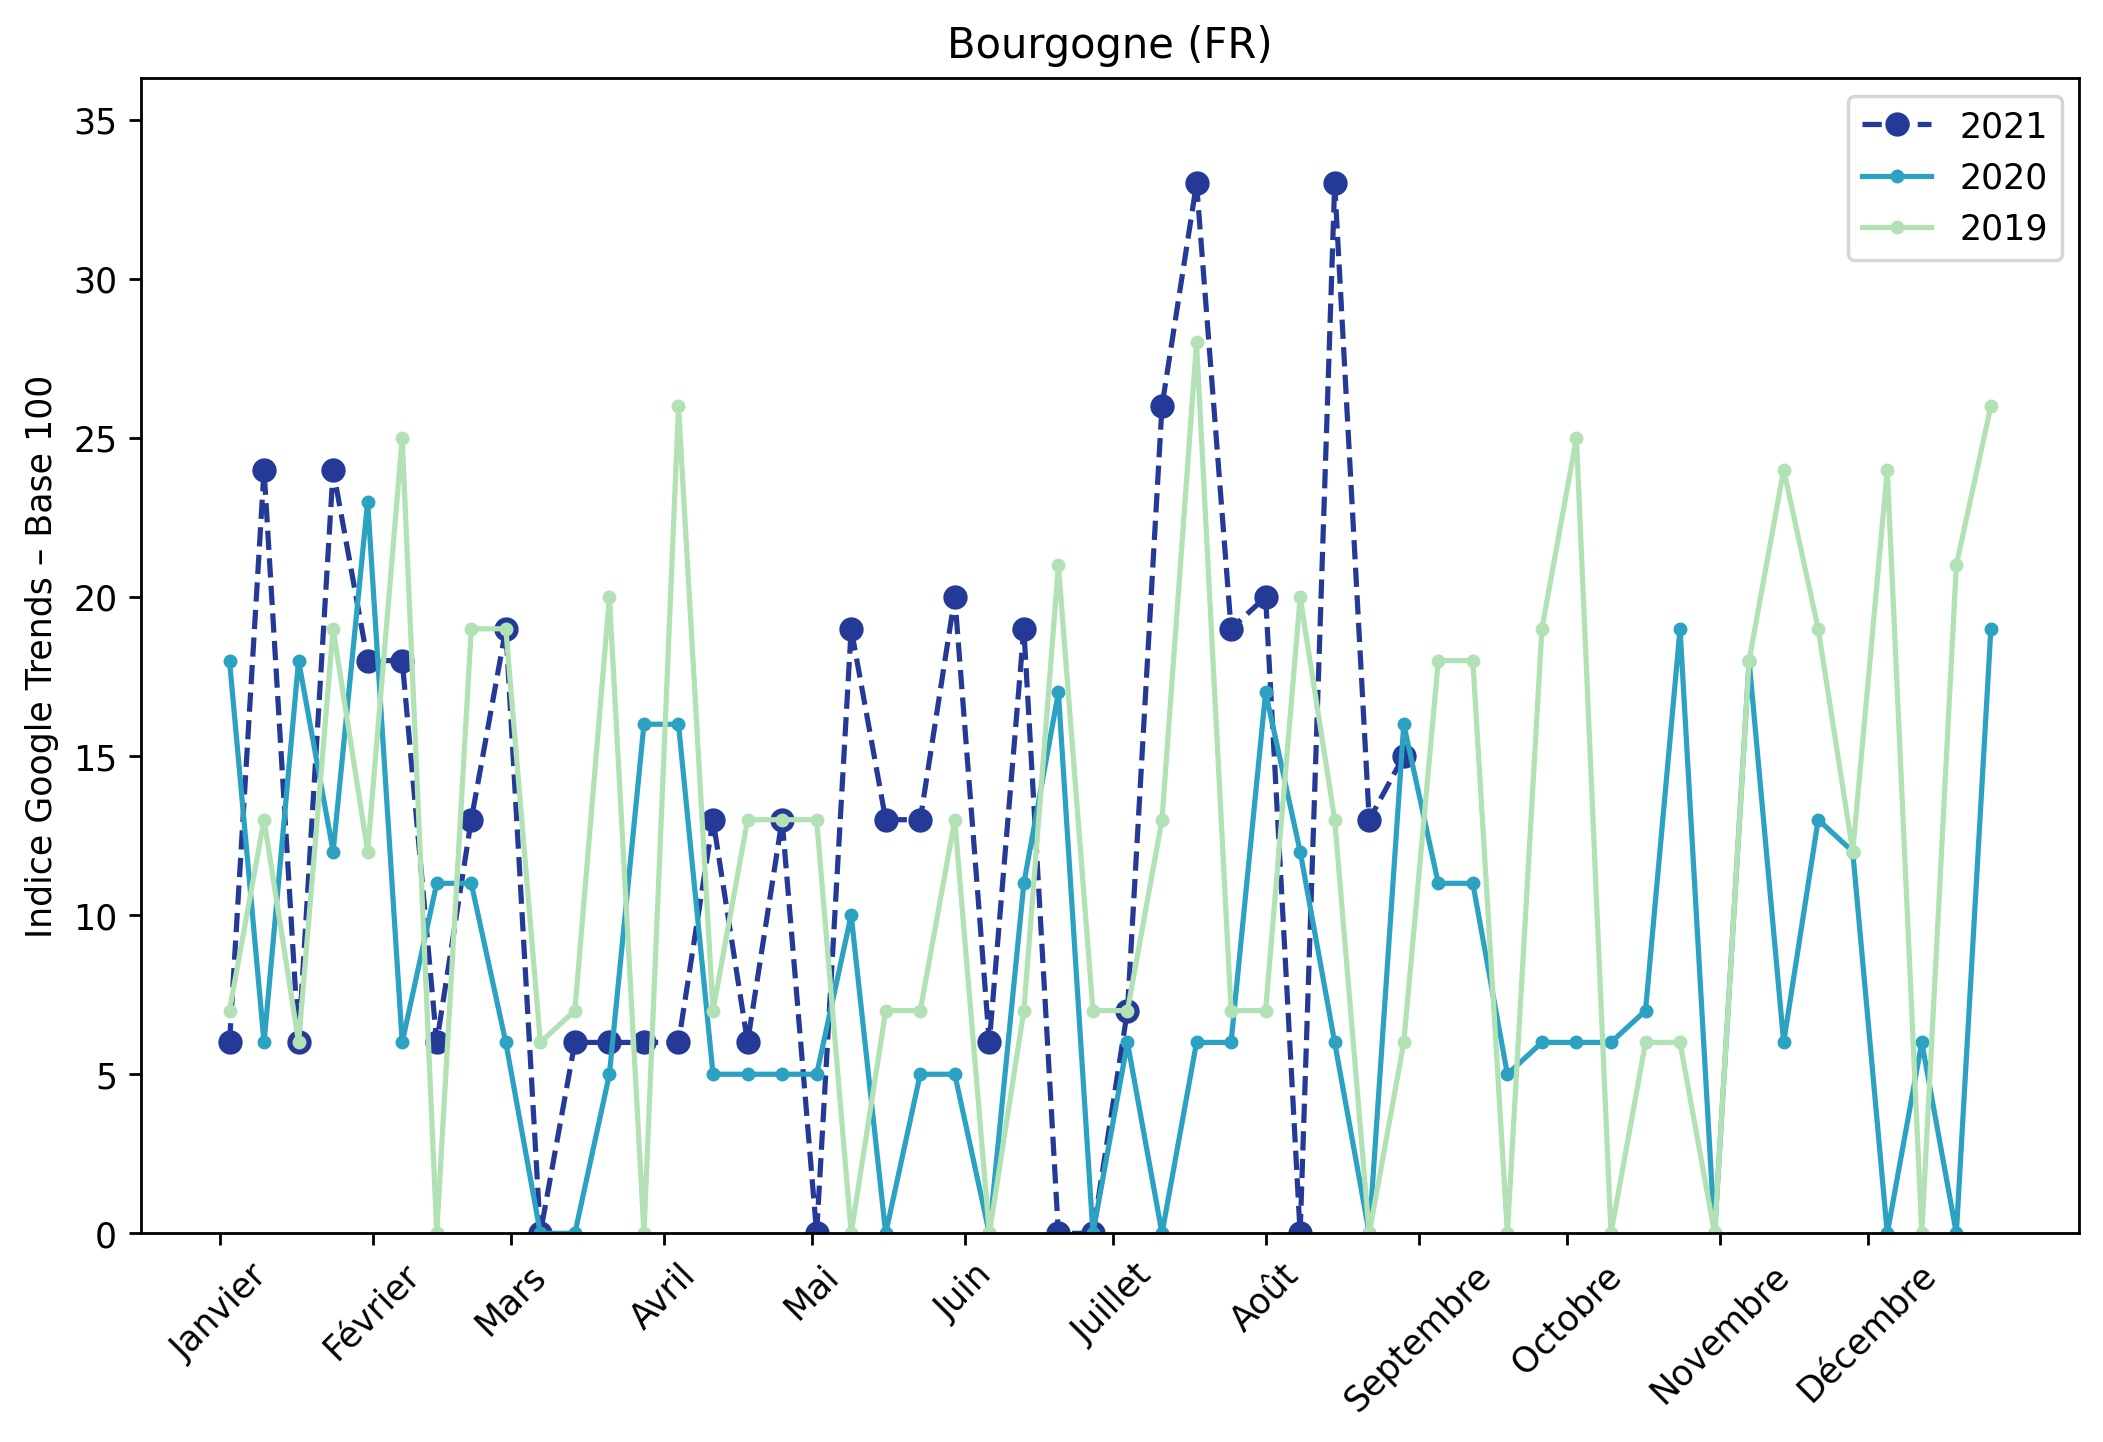 Bourgogne (FR)
Indice Google Trends – Base 100
35
30
25
20
15
10
5
0
2021
2020
2019
Janvier
Février
Mars
Avril
Mai
Juin
Juillet
Août
Septembre
Octobre
Novembre
Décembre